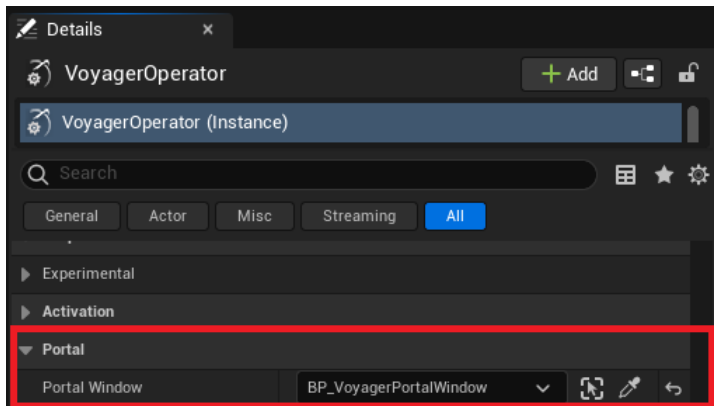 Details
VoyagerOperator
Add
VoyagerOperator (Instance)
Search
General Actor Misc Streaming All
Experimental
Activation
Portal
Portal Window BP_VoyagerPortalWindow